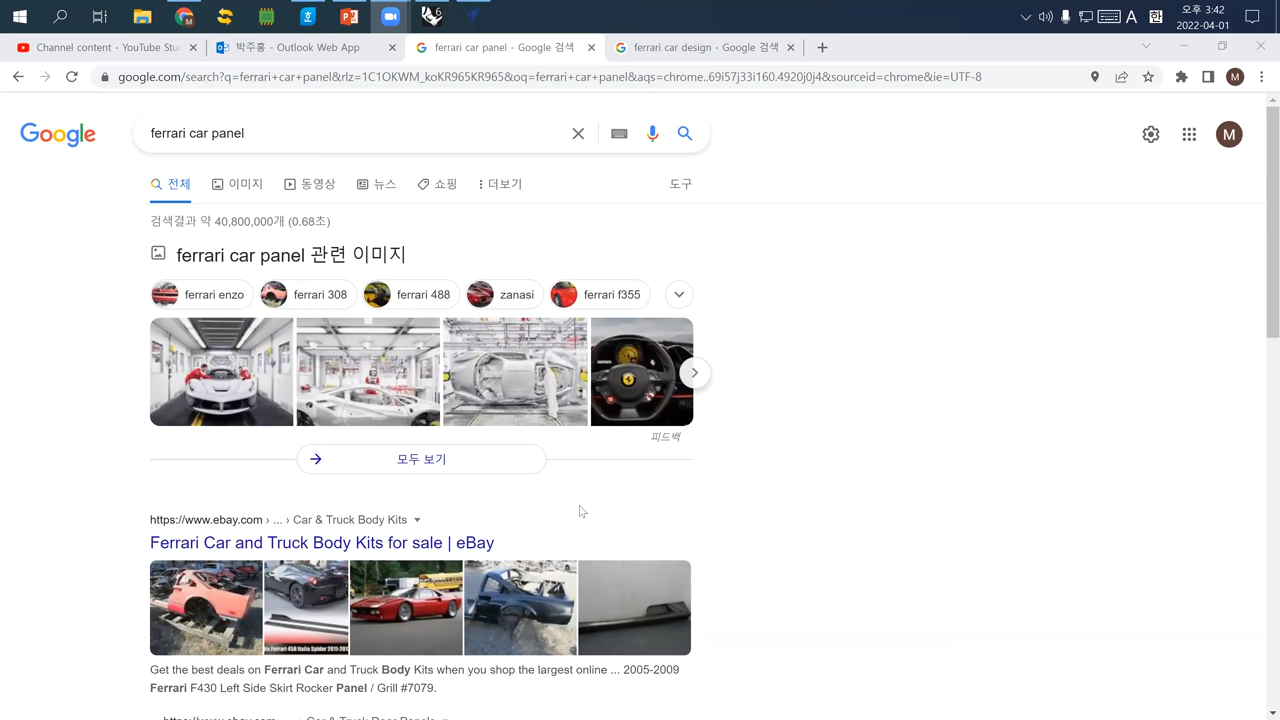 6
A
한
오후 3:42
2022-04-01
Channel content - YouTube Stu
박주홍 - Outlook Web App
ferrari car panel - Google 검색
ferrari car design - Google 검색
google.com/search?q=ferrari+car+panel&rlz=1C1OKWM_koKR965KR965&oq=ferrari+car+panel&aqs=chrome..69i57j33i160.4920j0j4&sourceid=chrome&ie=UTF-8
M
Google
ferrari car panel
M
전체
이미지
동영상
뉴스
쇼핑
더보기
도구
검색결과 약 40,800,000개 (0.68초)
ferrari car panel 관련 이미지
ferrari enzo
ferrari 308
ferrari 488
zanasi
ferrari f355
피드백
모두 보기
https://www.ebay.com › ... › Car & Truck Body Kits
Ferrari Car and Truck Body Kits for sale | eBay
Ferrari 458 Italia Spider 2011-201
Get the best deals on Ferrari Car and Truck Body Kits when you shop the largest online ... 2005-2009
Ferrari F430 Left Side Skirt Rocker Panel / Grill #7079.